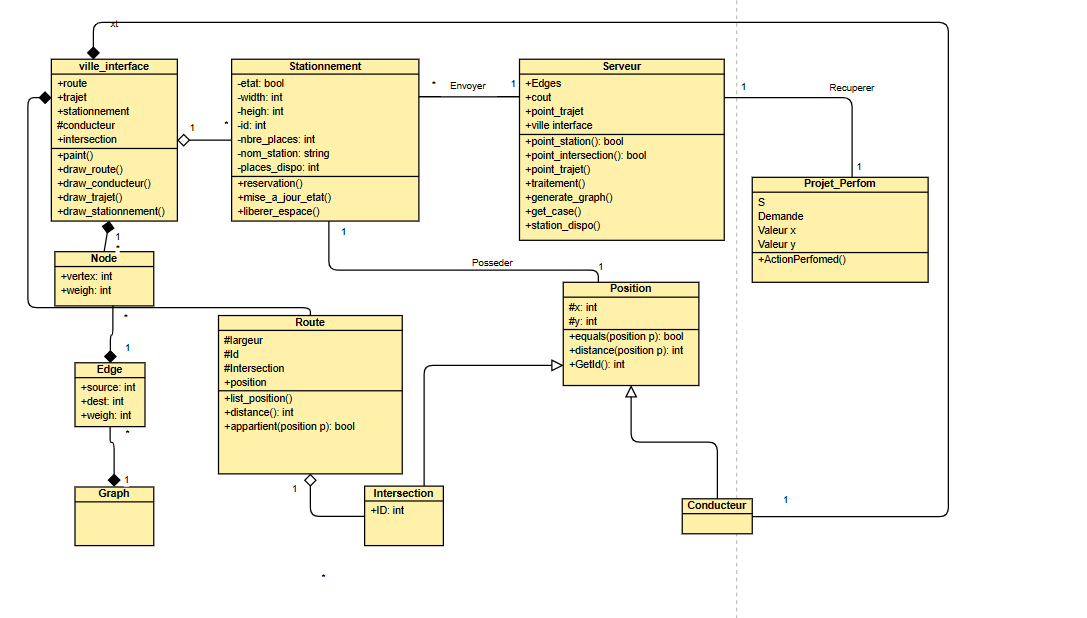 xt
ville_interface
+route
+trajet
+stationnement
#conducteur
+intersection
+paint()
+draw_route()
+draw_conducteur()
+draw_trajet()
+draw_stationnement()
1
*
Stationnement
-etat: bool
-width: int
-heigh: int
-id: int
-nbre_places: int
-nom_station: string
-places_dispo: int
+reservation()
+mise_a_jour_etat()
+liberer_espace()
*
Envoyer
1
Serveur
+Edges
+cout
+point_trajet
+ville interface
+point_station(): bool
+point_intersection(): bool
+point_trajet()
+traitement()
+generate_graph()
+get_case()
+station_dispo()
1
Recuperer
1
Projet_Perfom
S
Demande
Valeur x
Valeur y
+ActionPerfomed()
1
*
Node
+vertex: int
+weigh: int
1
Posseder
1
Position
#x: int
#y: int
+equals(position p): bool
+distance(position p): int
+GetId(): int
*
1
Edge
+source: int
+dest: int
+weigh: int
*
1
Graph
Route
#largeur
#Id
#Intersection
+position
+list_position()
+distance(): int
+appartient(position p): bool
1
Intersection
+ID: int
*
Conducteur
1